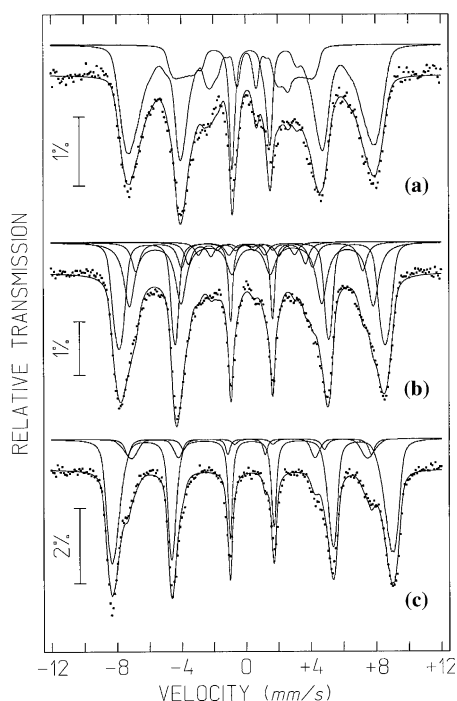 RELATIVE TRANSMISSION
1%
(a)
1%
(b)
2%
(c)
-12 -8 -4 0 +4 +8 +12
VELOCITY (mm/s)